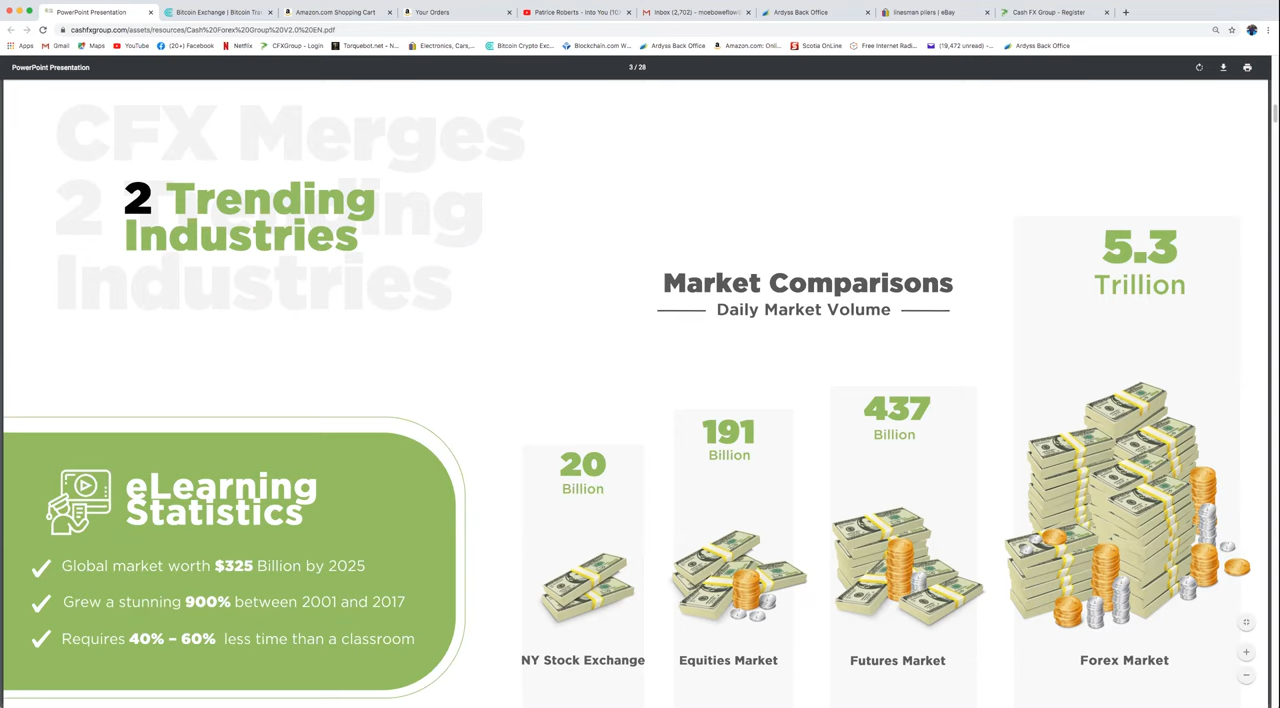 PowerPoint Presentation
Bitcoin Exchange | Bitcoin Tra
Amazon.com Shopping Cart
Your Orders
Patrice Roberts - Into You (10
Inbox (2,702) - moeboweflow
Ardyss Back Office
linesman pliers | eBay
Cash FX Group - Register
cashfxgroup.com/assets/resources/Cash%20Forex%20Group%20V2.0%20EN.pdf
Apps
Gmail
Maps
YouTube
(20+) Facebook
Netflix
CFXGroup - Login
Torquebot.net - N...
Electronics, Cars,...
Bitcoin Crypto Exc...
Blockchain.com W...
Ardyss Back Office
Amazon.com: Onli...
Scotia OnLine
Free Internet Radi...
(19,472 unread) -...
Ardyss Back Office
PowerPoint Presentation
3 / 28
CFX Merges
2 Trending
Industries
2 Trending
Industries
Market Comparisons
Daily Market Volume
5.3
Trillion
437
Billion
191
Billion
20
Billion
eLearning
Statistics
Global market worth $325 Billion by 2025
Grew a stunning 900% between 2001 and 2017
Requires 40% – 60% less time than a classroom
NY Stock Exchange
Equities Market
Futures Market
Forex Market